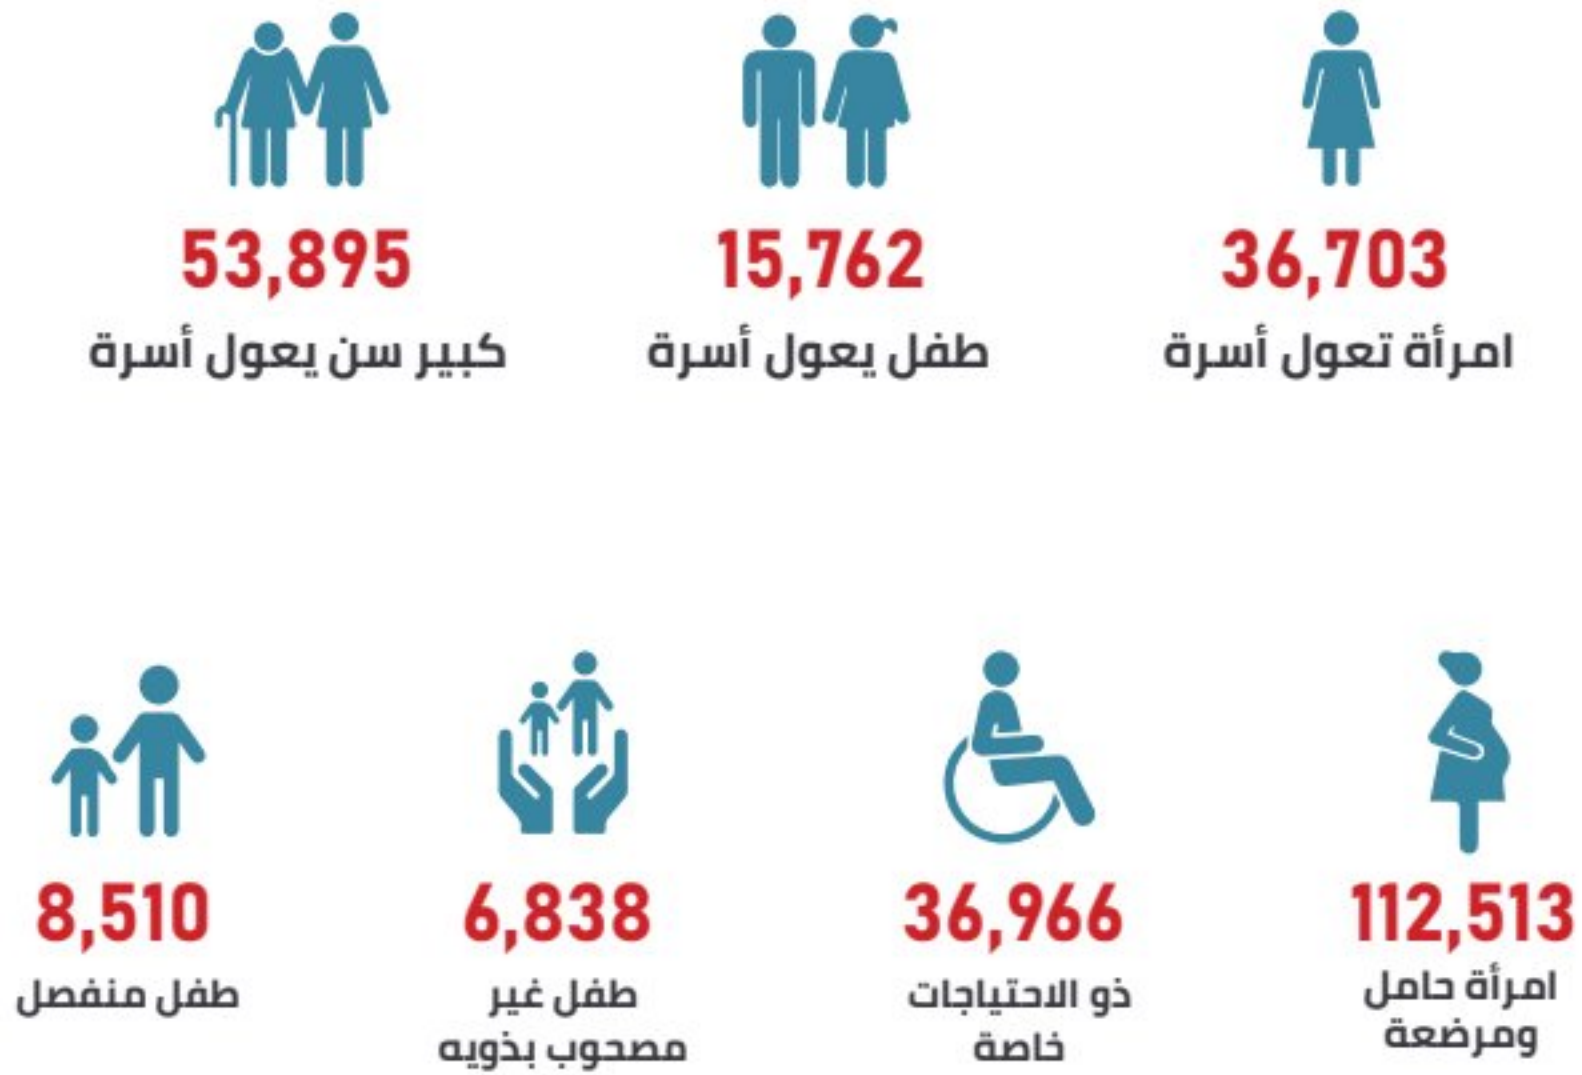 36,703
امرأة تعول أسرة
15,762
طفل يعول أسرة
53,895
كبير سن يعول أسرة
112,513
امرأة حامل
ومرضعة
36,966
ذو الاحتياجات
خاصة
6,838
طفل غير
مصحوب بذويه
8,510
طفل منفصل